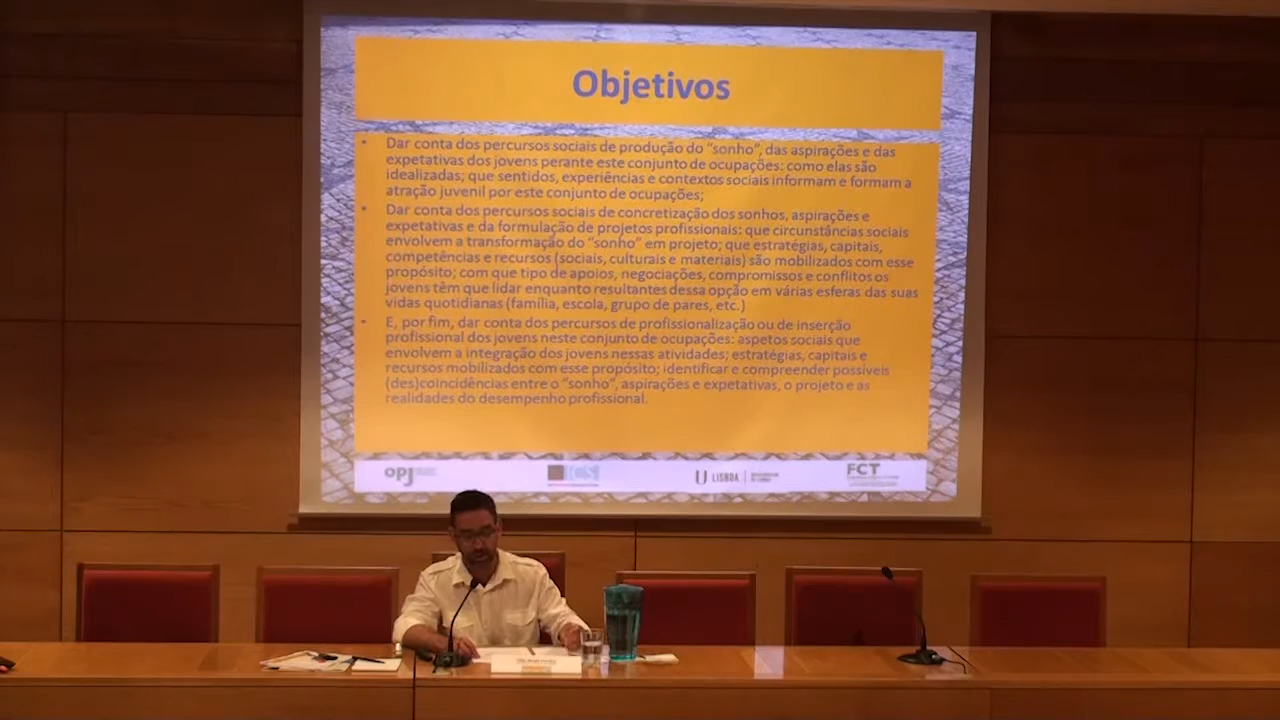 Objetivos
• Dar conta dos percursos sociais de produção do “sonho”, das aspirações e das
expetativas dos jovens perante este conjunto de ocupações: como elas são
idealizadas; que sentidos, experiências e contextos sociais informam e formam a
atração juvenil por este conjunto de ocupações;
• Dar conta dos percursos sociais de concretização dos sonhos, aspirações e
expetativas e da formulação de projetos profissionais: que circunstâncias sociais
envolvem a transformação do “sonho” em projeto; que estratégias, capitais,
competências e recursos (sociais, culturais e materiais) são mobilizados com esse
propósito; com que tipo de apoios, negociações, compromissos e conflitos os
jovens têm que lidar enquanto resultantes dessa opção em várias esferas das suas
vidas quotidianas (família, escola, grupo de pares, etc.)
• E, por fim, dar conta dos percursos de profissionalização ou de inserção
profissional dos jovens neste conjunto de ocupações: aspetos sociais que
envolvem a integração dos jovens nessas atividades; estratégias, capitais e
recursos mobilizados com esse propósito; identificar e compreender possíveis
(des)coincidências entre o “sonho”, aspirações e expetativas, o projeto e as
realidades do desempenho profissional.
OPJ
ICS
U LISBOA
FCT